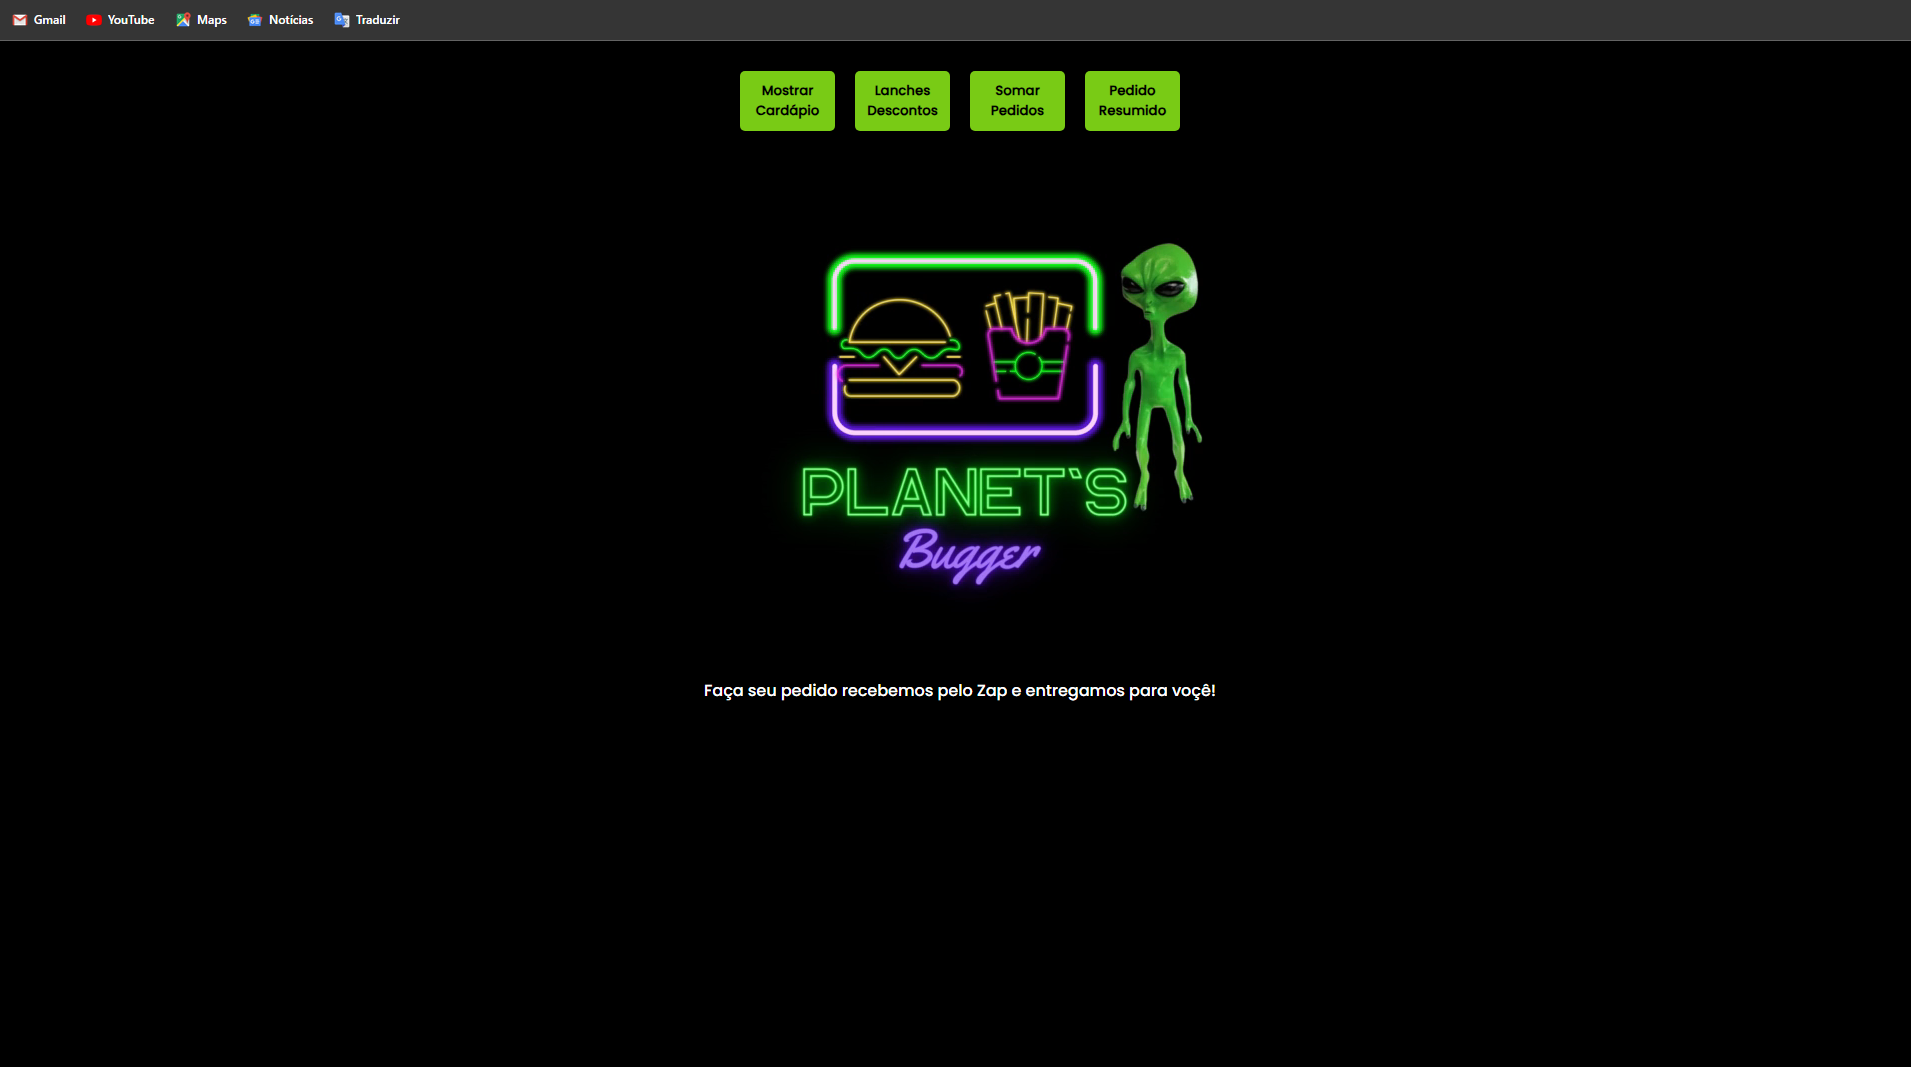 Gmail YouTube Maps Notícias Traduzir
Mostrar Cardápio
Lanches Descontos
Somar Pedidos
Pedido Resumido
PLANET`S
Bugger
Faça seu pedido recebemos pelo Zap e entregamos para voçê!